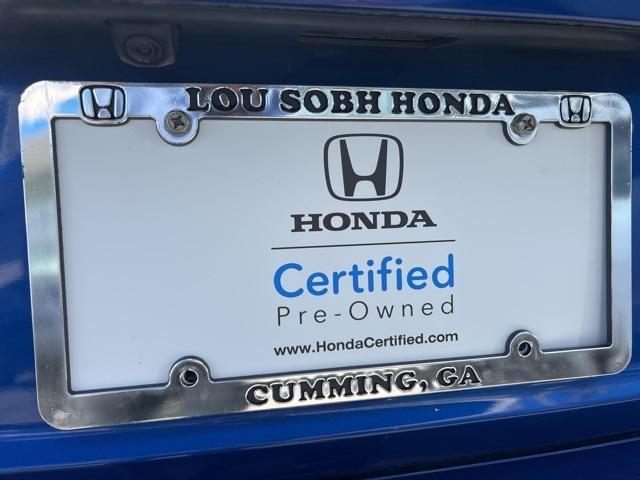 LOU SOBH HONDA
HONDA
Certified
Pre-Owned
www.HondaCertified.com
CUMMING, GA